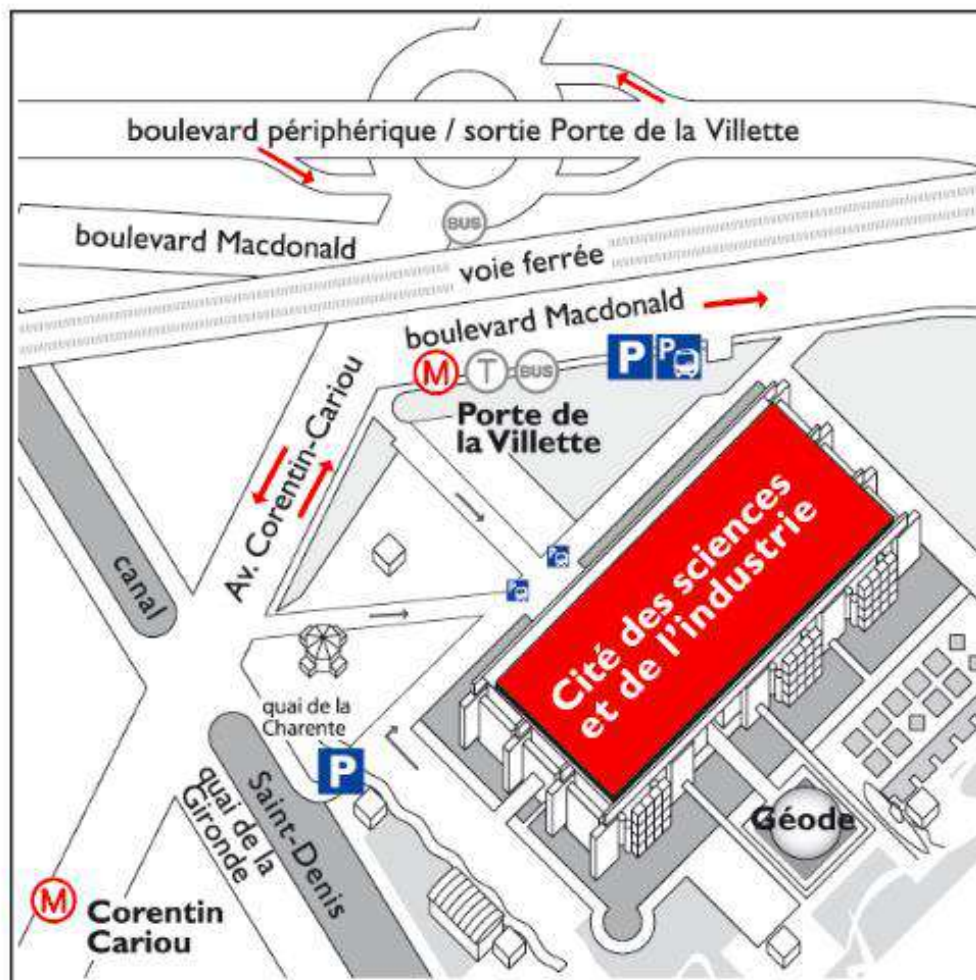 boulevard périphérique / sortie Porte de la Villette
BUS
boulevard Macdonald
voie ferrée
boulevard Macdonald
M
T
BUS
P
P
Porte de
la Villette
Av. Corentin-Cariou
canal
P
P
Cité des sciences
et de l'industrie
quai de la
Charente
P
Saint-Denis
quai de la
Gironde
Géode
M
Corentin
Cariou